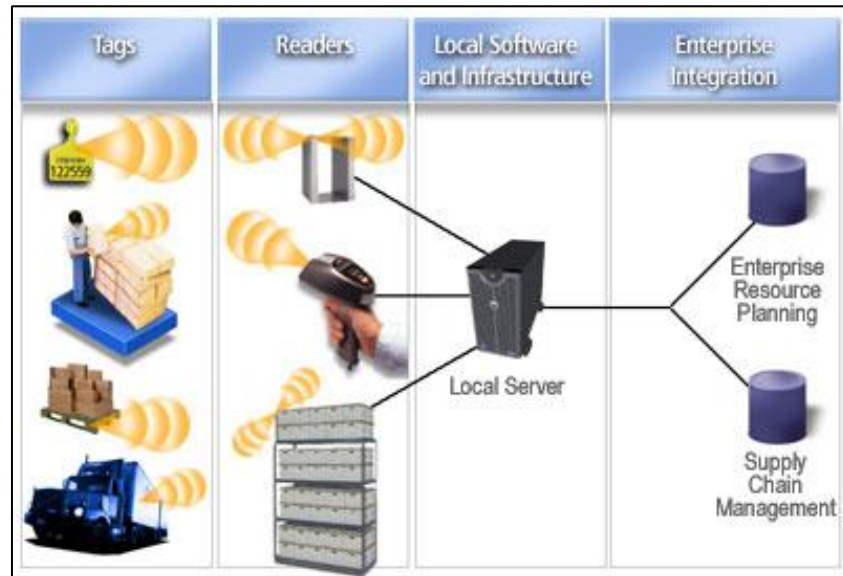 Tags
Readers
Local Software
and Infrastructure
Enterprise
Integration
122559
Local Server
Enterprise
Resource
Planning
Supply
Chain
Management